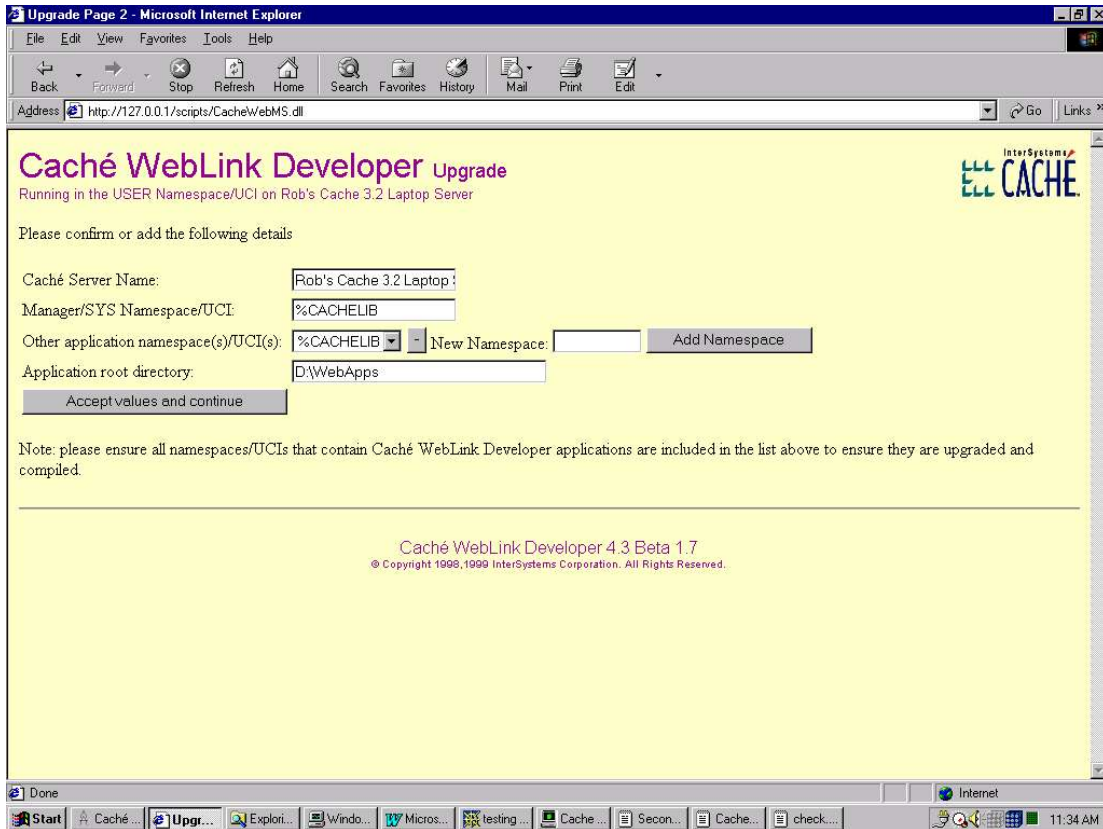 Upgrade Page 2 - Microsoft Internet Explorer
File Edit View Favorites Tools Help
Back Forward Stop Refresh Home Search Favorites History Mail Print Edit
Address http://127.0.0.1/scripts/CacheWebMS.dll Go Links »
Caché WebLink Developer Upgrade
InterSystems CACHÉ
Running in the USER Namespace/UCI on Rob's Cache 3.2 Laptop Server
Please confirm or add the following details
Caché Server Name: Rob's Cache 3.2 Laptop
Manager/SYS Namespace/UCI: %CACHELIB
Other application namespace(s)/UCI(s): %CACHELIB - New Namespace: Add Namespace
Application root directory: D:\WebApps
Accept values and continue
Note: please ensure all namespaces/UCIs that contain Caché WebLink Developer applications are included in the list above to ensure they are upgraded and
compiled.
Caché WebLink Developer 4.3 Beta 1.7
© Copyright 1998,1999 InterSystems Corporation. All Rights Reserved.
Done Internet
Start Caché ... Upgr... Explori... Windo... Micros... testing ... Cache ... Secon... Cache... check.... 11:34 AM